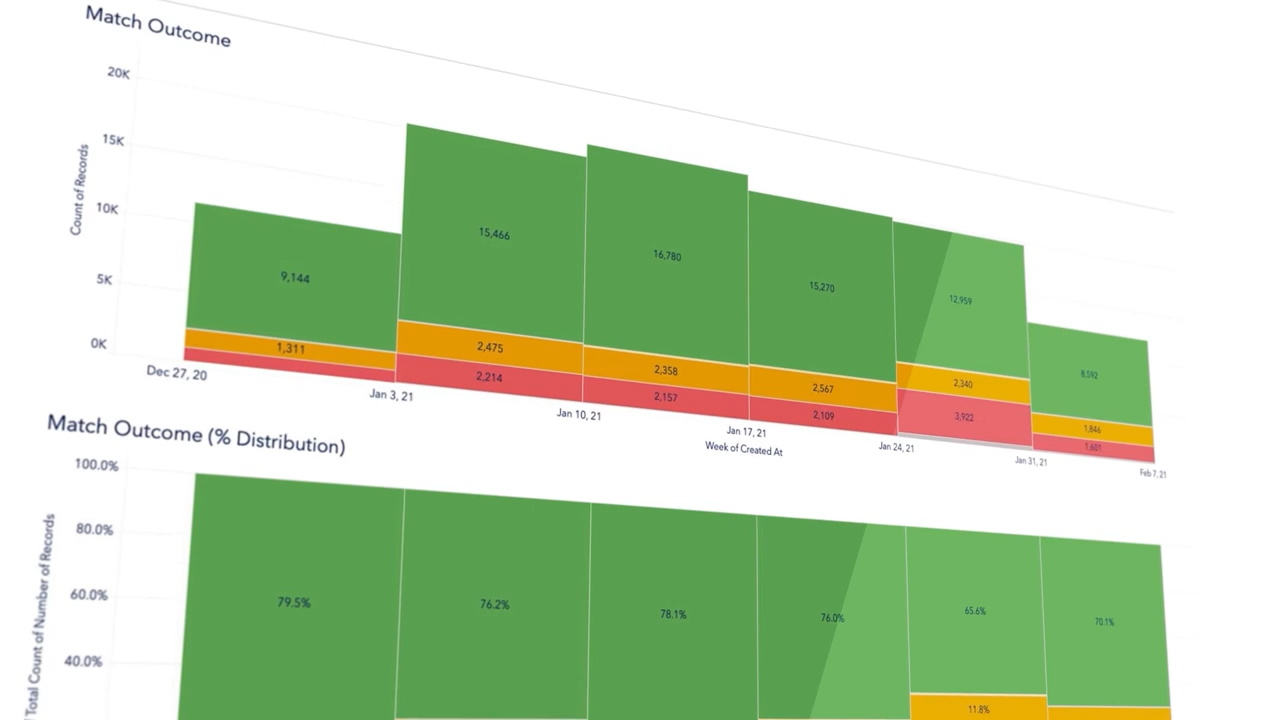 Match Outcome
20K
15K
10K
5K
0K
Count of Records
9,144
1,311
15,466
2,475
2,214
16,780
2,358
2,157
15,270
2,567
2,109
12,959
2,340
3,922
8,592
1,846
1,601
Dec 27, 20
Jan 3, 21
Jan 10, 21
Jan 17, 21
Jan 24, 21
Jan 31, 21
Feb 7, 21
Week of Created At
Match Outcome (% Distribution)
100.0%
80.0%
60.0%
40.0%
Total Count of Number of Records
79.5%
76.2%
78.1%
76.0%
65.6%
70.1%
11.8%